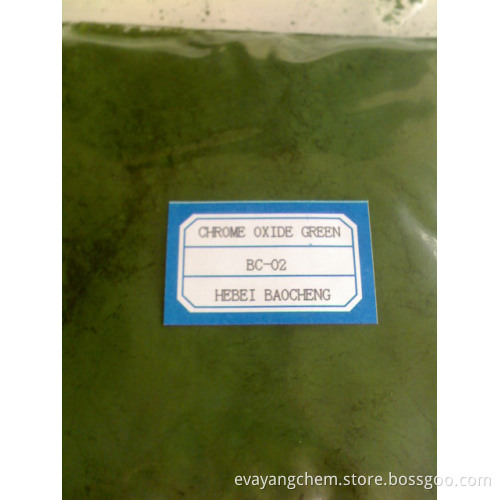 CHROME OXIDE GREEN
BC-02
HEBEI BAOCHENG
evayangchem.store.bossgoo.com